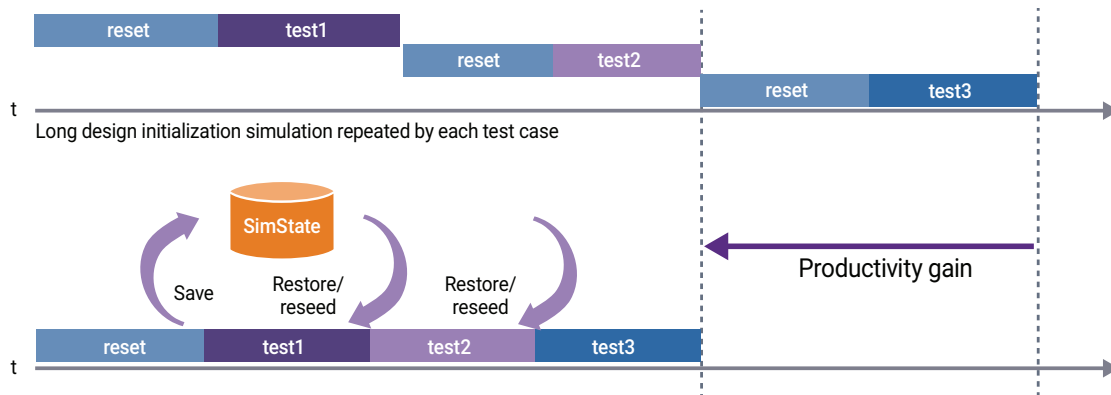 reset test1
reset test2
reset test3
t
Long design initialization simulation repeated by each test case
SimState
Save
Restore/
reseed
Restore/
reseed
Productivity gain
reset test1 test2 test3
t